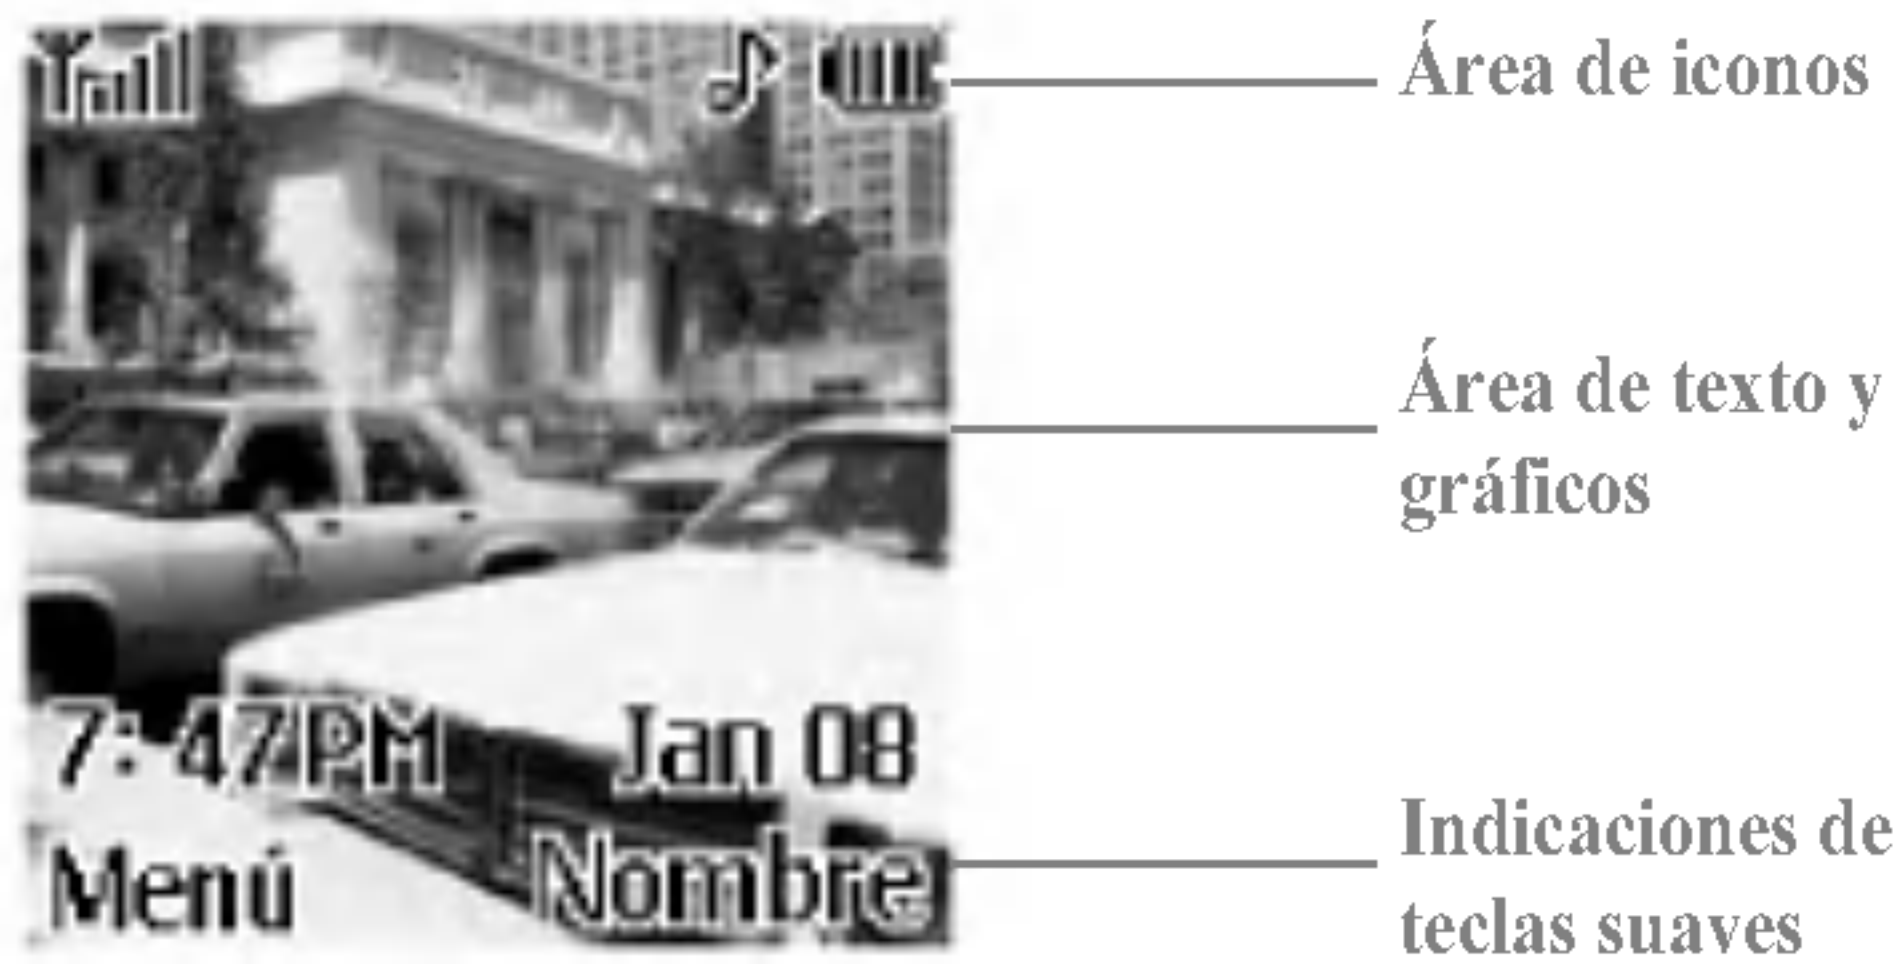 Área de iconos
Área de texto y
gráficos
7:47PM Jan 08
Menú Nombre
Indicaciones de
teclas suaves